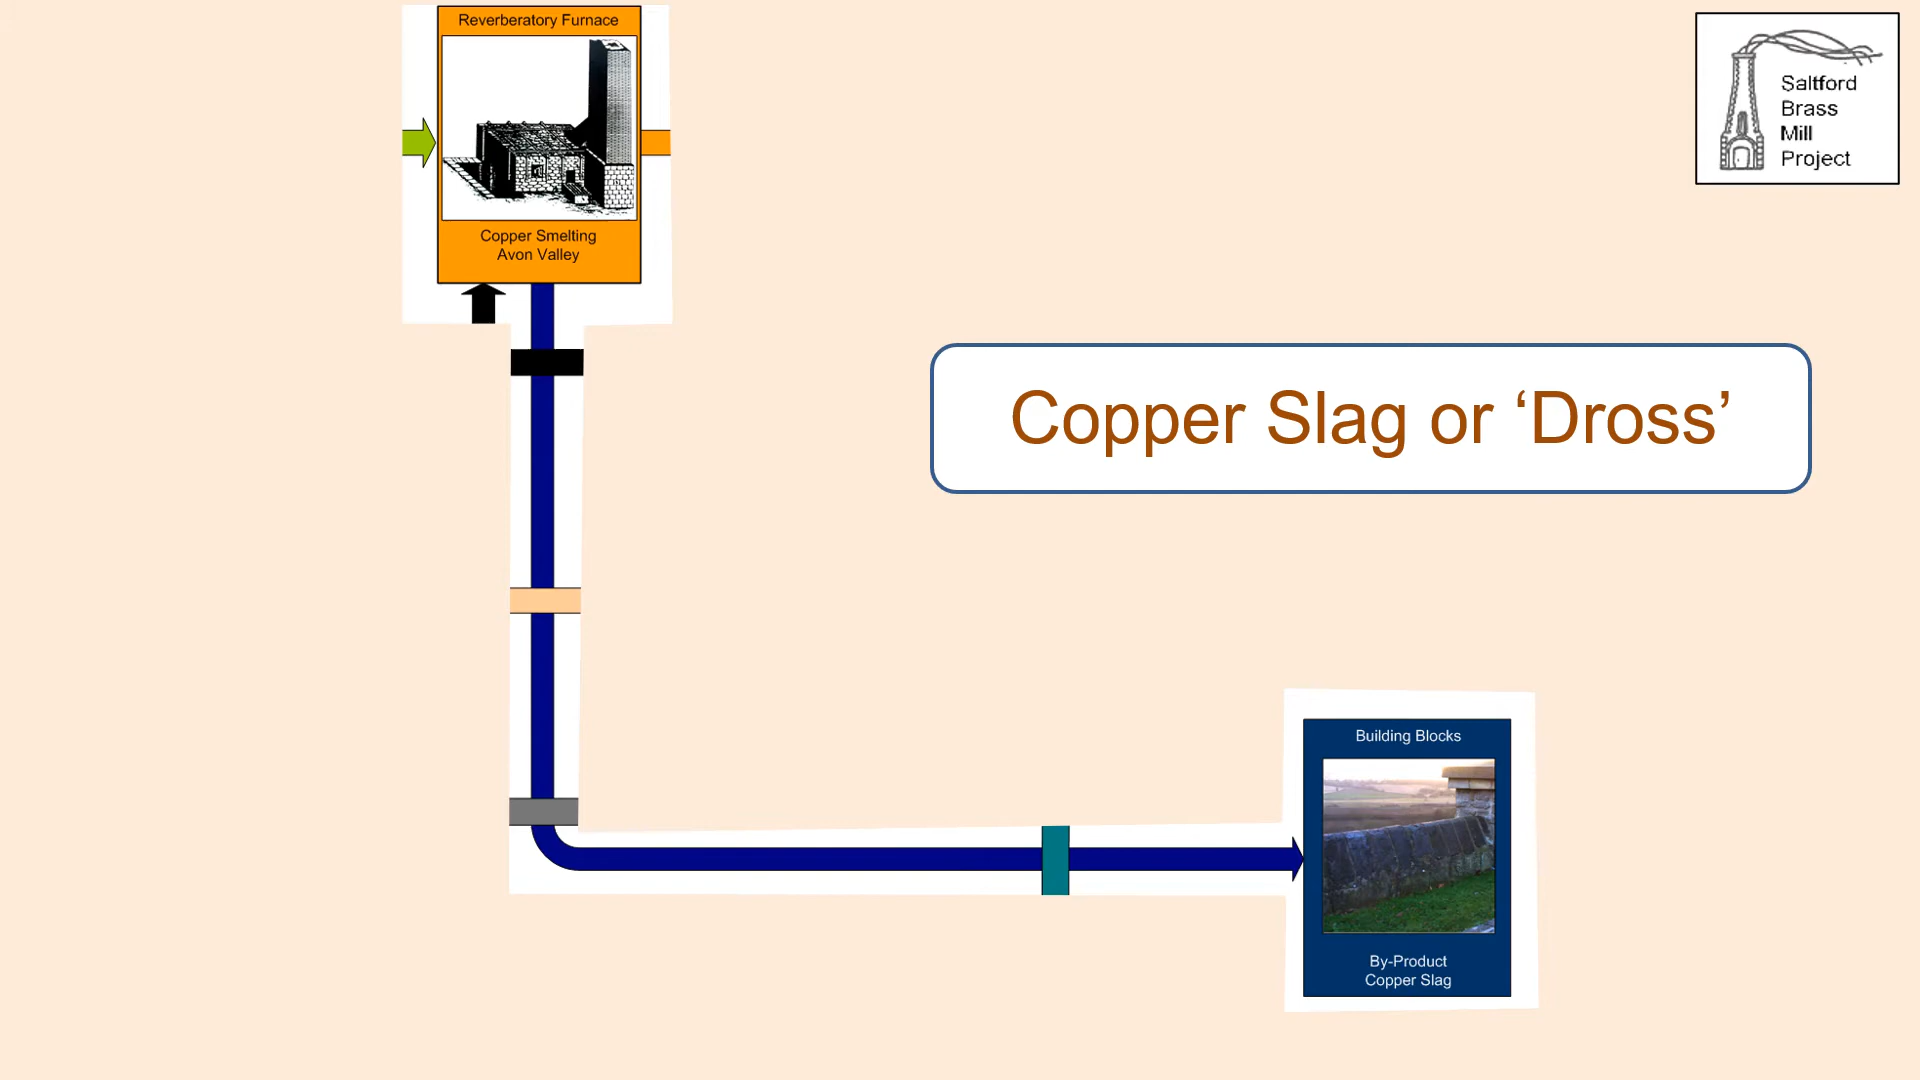 Reverberatory Furnace
Copper Smelting
Avon Valley
Saltford
Brass
Mill
Project
Copper Slag or ‘Dross’
Building Blocks
By-Product
Copper Slag